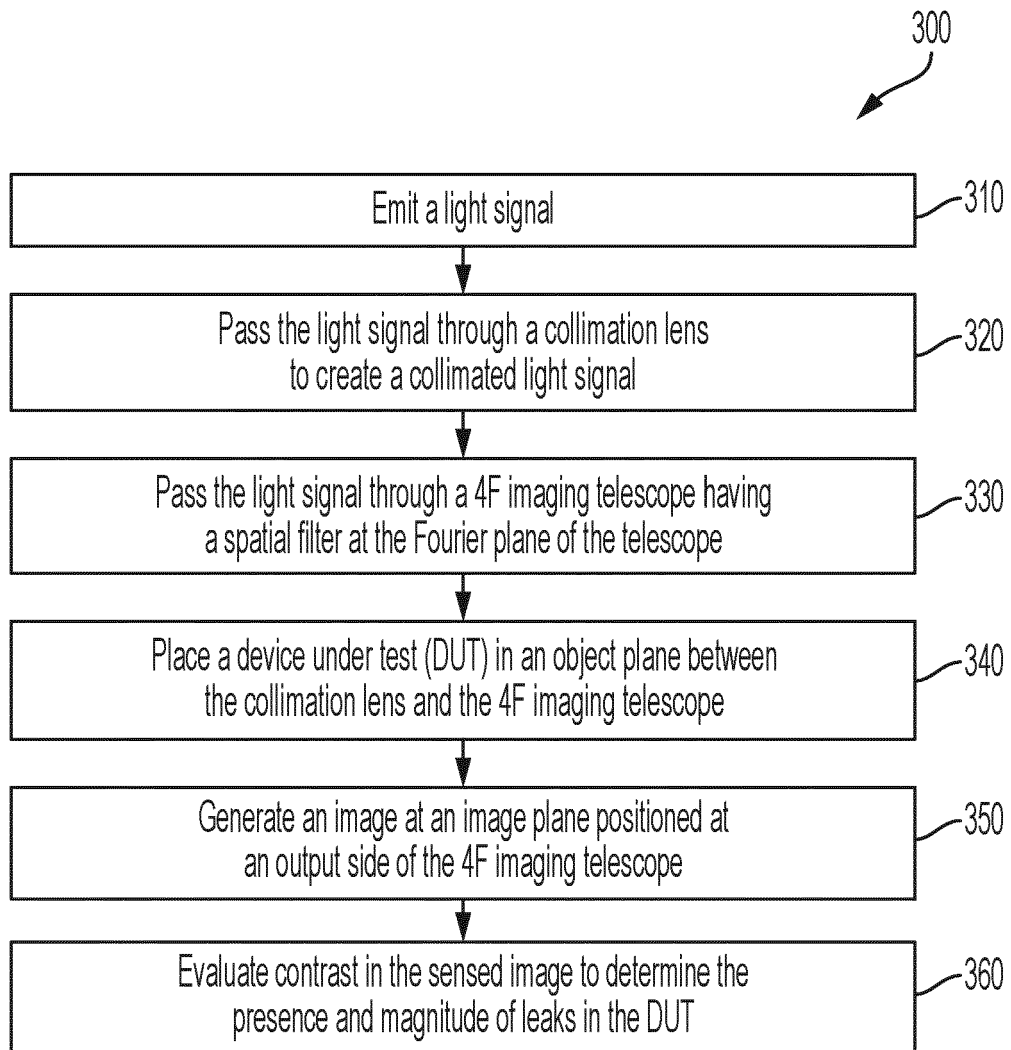 300
Emit a light signal
310
Pass the light signal through a collimation lens
to create a collimated light signal
320
Pass the light signal through a 4F imaging telescope having
a spatial filter at the Fourier plane of the telescope
330
Place a device under test (DUT) in an object plane between
the collimation lens and the 4F imaging telescope
340
Generate an image at an image plane positioned at
an output side of the 4F imaging telescope
350
Evaluate contrast in the sensed image to determine the
presence and magnitude of leaks in the DUT
360